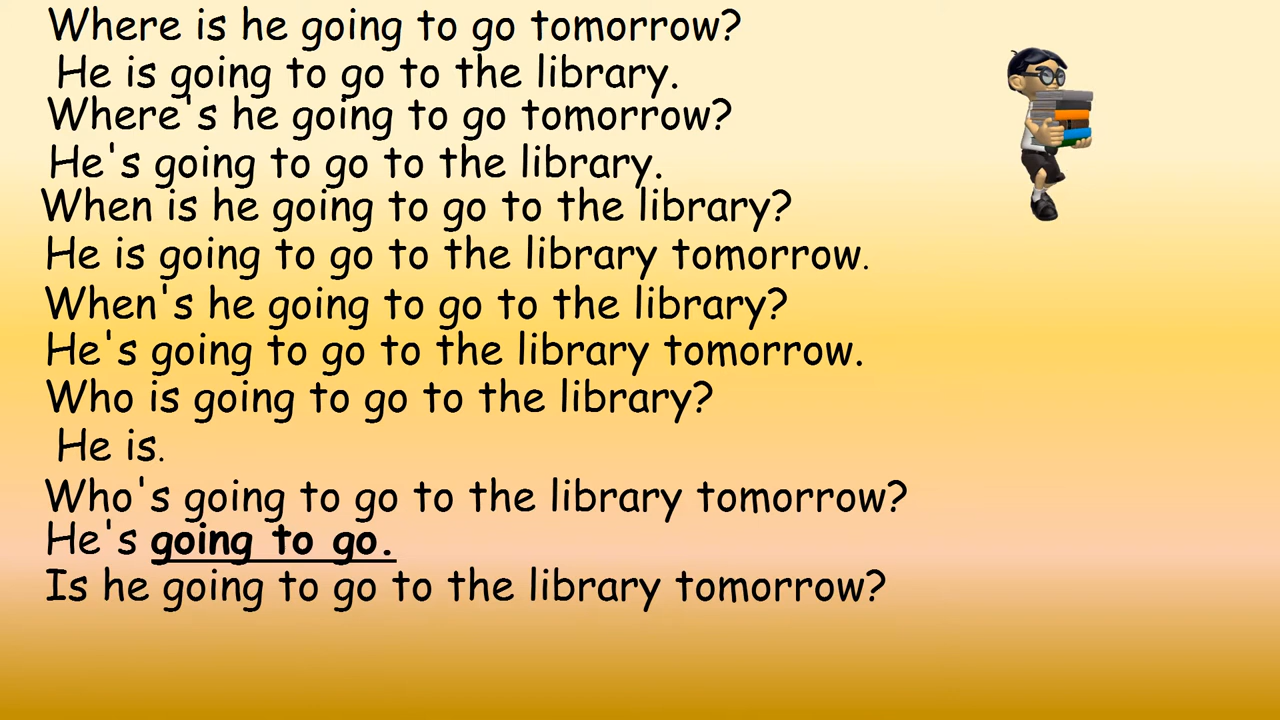 Where is he going to go tomorrow?
He is going to go to the library.
Where's he going to go tomorrow?
He's going to go to the library.
When is he going to go to the library?
He is going to go to the library tomorrow.
When's he going to go to the library?
He's going to go to the library tomorrow.
Who is going to go to the library?
He is.
Who's going to go to the library tomorrow?
He's going to go.
Is he going to go to the library tomorrow?